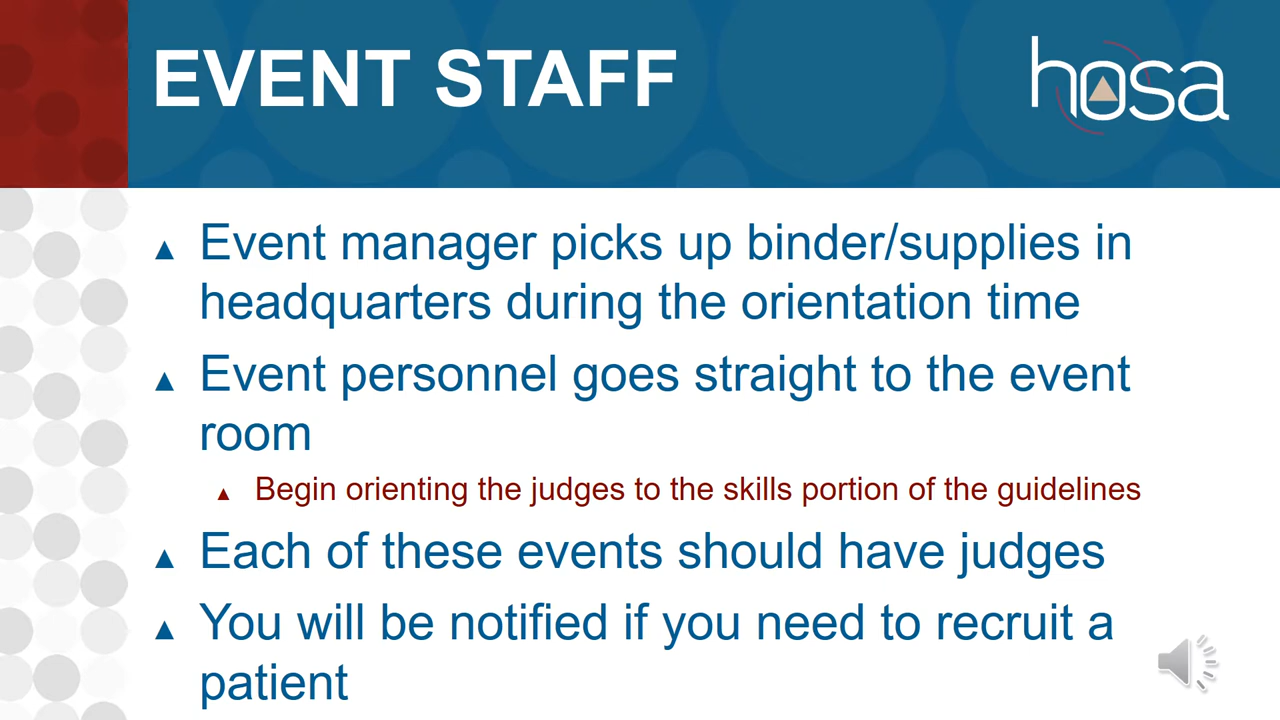 EVENT STAFF
hosa
▲ Event manager picks up binder/supplies in
headquarters during the orientation time
▲ Event personnel goes straight to the event
room
▲ Begin orienting the judges to the skills portion of the guidelines
▲ Each of these events should have judges
▲ You will be notified if you need to recruit a
patient